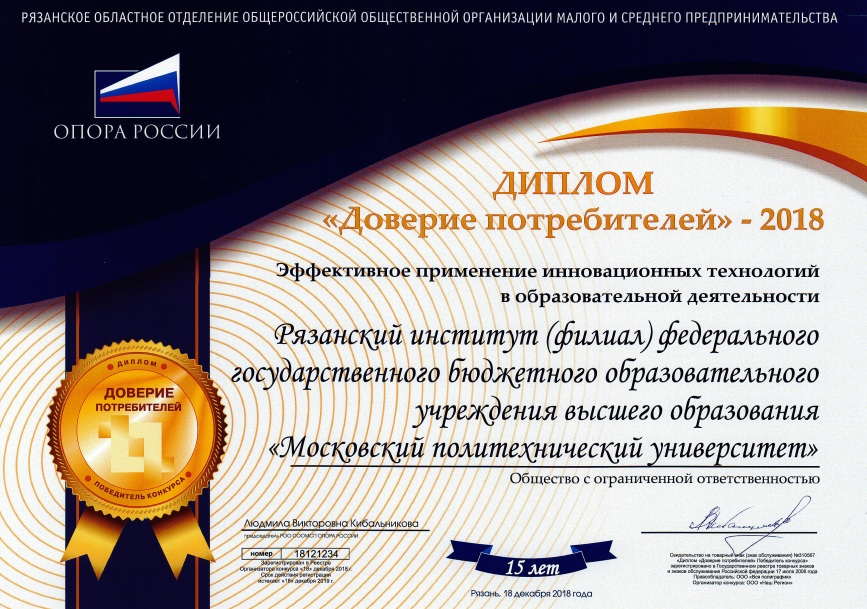 РЯЗАНСКОЕ ОБЛАСТНОЕ ОТДЕЛЕНИЕ ОБЩЕРОССИЙСКОЙ ОБЩЕСТВЕННОЙ ОРГАНИЗАЦИИ МАЛОГО И СРЕДНЕГО ПРЕДПРИНИМАТЕЛЬСТВА
ОПОРА РОССИИ
ДИПЛОМ
«Доверие потребителей» - 2018
Эффективное применение инновационных технологий
в образовательной деятельности
Рязанский институт (филиал) федерального
государственного бюджетного образовательного
учреждения высшего образования
«Московский политехнический университет»
Общество с ограниченной ответственностью
ДИПЛОМ
ДОВЕРИЕ
ПОТРЕБИТЕЛЕЙ
ПОБЕДИТЕЛЬ КОНКУРСА
Людмила Викторовна Кибальникова
председатель РОО ОООМСП ОПОРА РОССИИ
номер 18121234
Зарегистрирован в Реестре
Организатора конкурса «18» декабря 2018 г.
Срок действия регистрации
истекает «18» декабря 2019 г.
15 лет
Рязань, 18 декабря 2018 года
Свидетельство на товарный знак (знак обслуживания) №310567
«Диплом «Доверие потребителей» Победитель конкурса»
зарегистрировано в Государственном реестре товарных знаков
и знаков обслуживания Российской Федерации 17 июля 2006 года
Правообладатель: ООО «Вся полиграфия»
Организатор конкурса: ООО «Наш Регион»